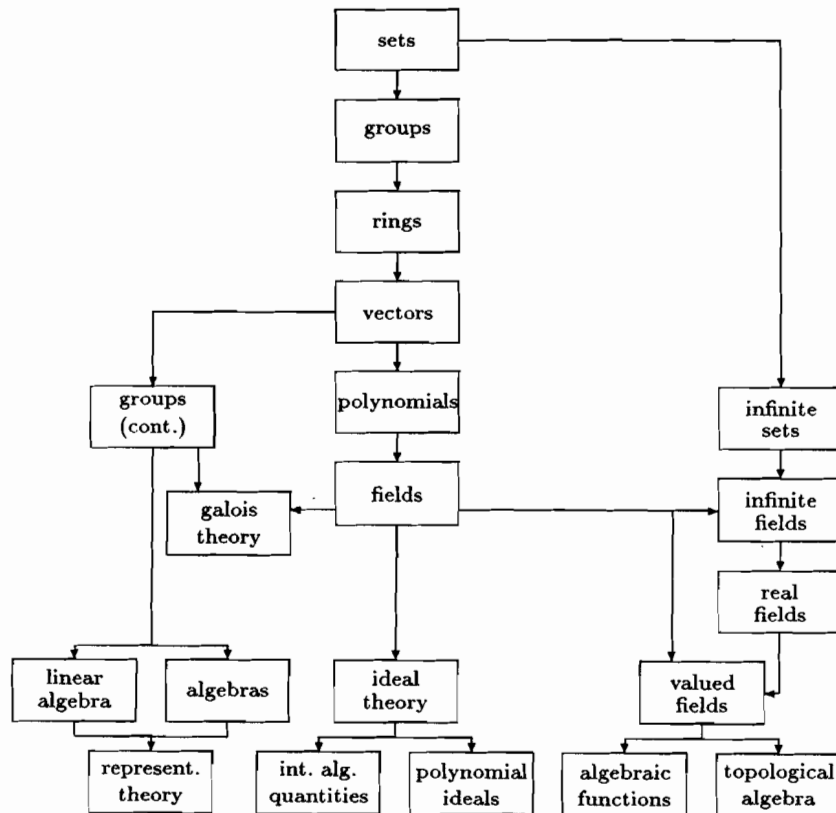 sets
groups
rings
vectors
polynomials
groups
(cont.)
infinite
sets
fields
galois
theory
infinite
fields
real
fields
linear
algebra
algebras
ideal
theory
valued
fields
represent.
theory
int. alg.
quantities
polynomial
ideals
algebraic
functions
topological
algebra